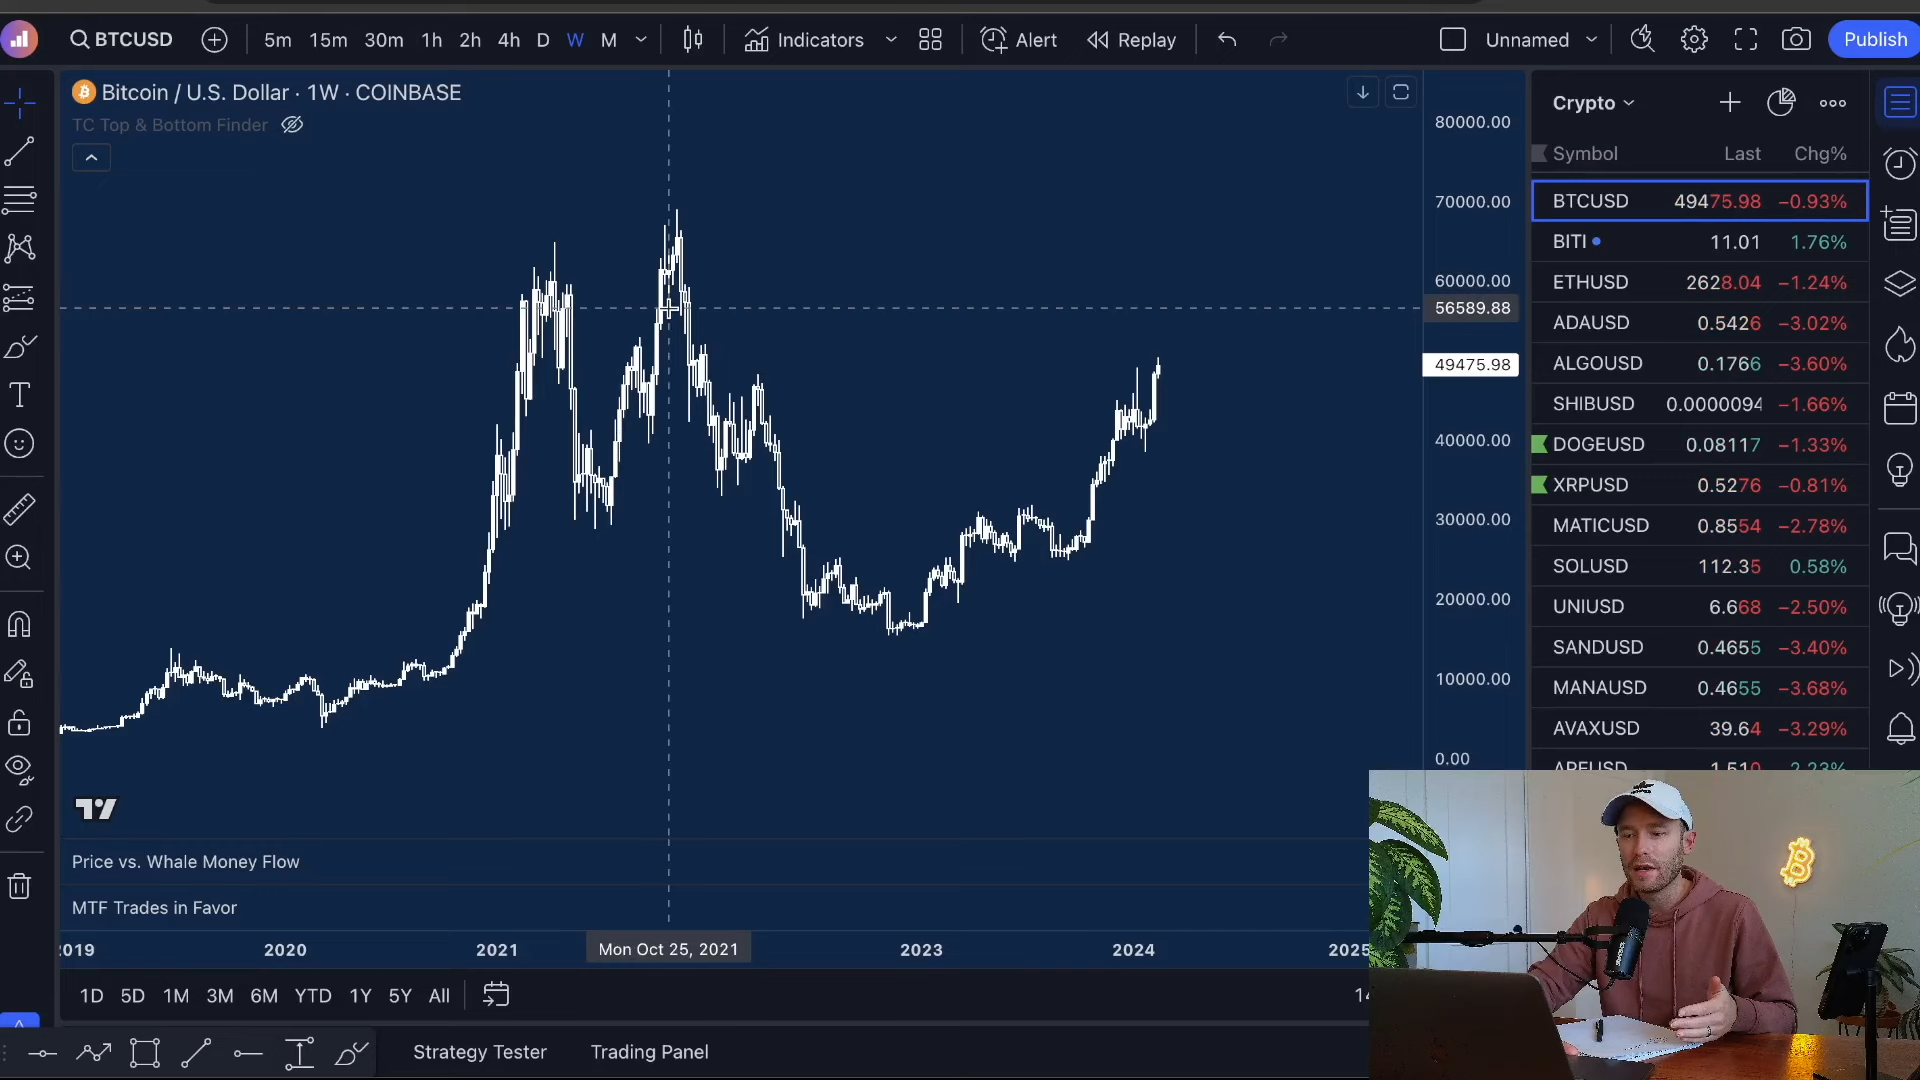 BTCUSD 5m 15m 30m 1h 2h 4h D W M Indicators Alert Replay Unnamed Publish
Bitcoin / U.S. Dollar · 1W · COINBASE
TC Top & Bottom Finder
80000.00
70000.00
60000.00
56589.88
49475.98
40000.00
30000.00
20000.00
10000.00
0.00
Crypto
Symbol Last Chg%
BTCUSD 49475.98 −0.93%
BITI 11.01 1.76%
ETHUSD 2628.04 −1.24%
ADAUSD 0.5426 −3.02%
ALGOUSD 0.1766 −3.60%
SHIBUSD 0.0000094 −1.66%
DOGEUSD 0.08117 −1.33%
XRPUSD 0.5276 −0.81%
MATICUSD 0.8554 −2.78%
SOLUSD 112.35 0.58%
UNIUSD 6.668 −2.50%
SANDUSD 0.4655 −3.40%
MANAUSD 0.4655 −3.68%
AVAXUSD 39.64 −3.29%
Price vs. Whale Money Flow
MTF Trades in Favor
2019 2020 2021 Mon Oct 25, 2021 2023 2024 2025
1D 5D 1M 3M 6M YTD 1Y 5Y All
Strategy Tester Trading Panel